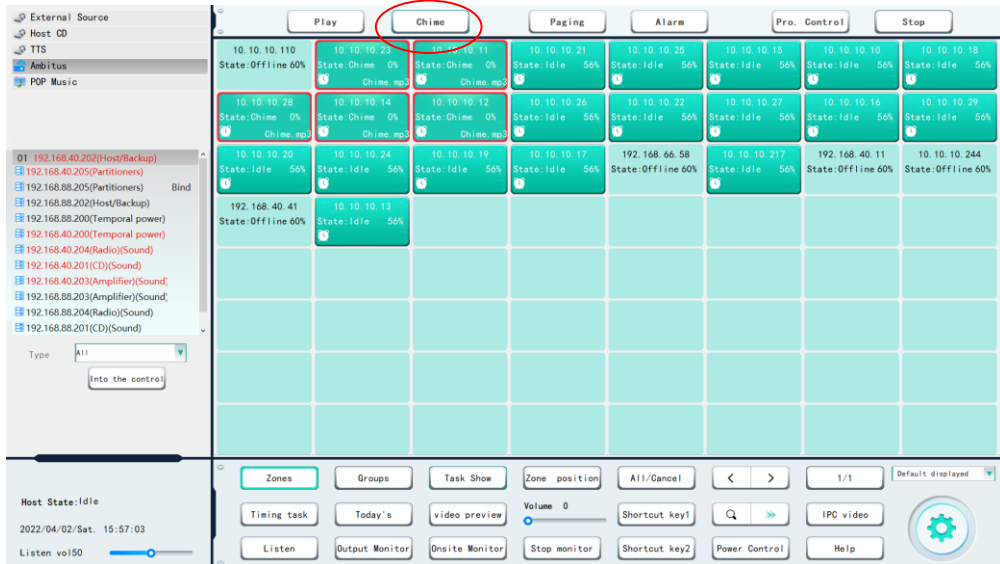 External Source
Host CD
TTS
Ambitus
POP Music
Play Chime Paging Alarm Pro. Control Stop
10.10.10.110 10.10.10.23 10.10.10.11 10.10.10.21 10.10.10.25 10.10.10.15 10.10.10.10 10.10.10.18
State:Offline 60% State:Chime 0% State:Chime 0% State:Idle 56% State:Idle 56% State:Idle 56% State:Idle 56% State:Idle 56%
Chime.mp3 Chime.mp3
10.10.10.28 10.10.10.14 10.10.10.12 10.10.10.26 10.10.10.22 10.10.10.27 10.10.10.16 10.10.10.29
State:Chime 0% State:Chime 0% State:Chime 0% State:Idle 56% State:Idle 56% State:Idle 56% State:Idle 56% State:Idle 56%
Chime.mp3 Chime.mp3 Chime.mp3
10.10.10.20 10.10.10.24 10.10.10.19 10.10.10.17 192.168.66.58 10.10.10.217 192.168.40.11 10.10.10.244
State:Idle 56% State:Idle 56% State:Idle 56% State:Idle 56% State:Offline 60% State:Idle 56% State:Offline 60% State:Offline 60%
192.168.40.41 10.10.10.13
State:Offline 60% State:Idle 56%
01 192.168.40.202(Host/Backup)
192.168.40.205(Partitioners)
192.168.88.205(Partitioners) Bind
192.168.88.202(Host/Backup)
192.168.88.200(Temporal power)
192.168.40.200(Temporal power)
192.168.40.204(Radio)(Sound)
192.168.40.201(CD)(Sound)
192.168.40.203(Amplifier)(Sound)
192.168.88.203(Amplifier)(Sound)
192.168.88.204(Radio)(Sound)
192.168.88.201(CD)(Sound)
Type All
Into the control
Host State:Idle
2022/04/02/Sat. 15:57:03
Listen vol50
Zones Groups Task Show Zone position All/Cancel < > 1/1 Default displayed
Timing task Today's video preview Volume 0 Shortcut key1 IPC video
Listen Output Monitor Onsite Monitor Stop monitor Shortcut key2 Power Control Help